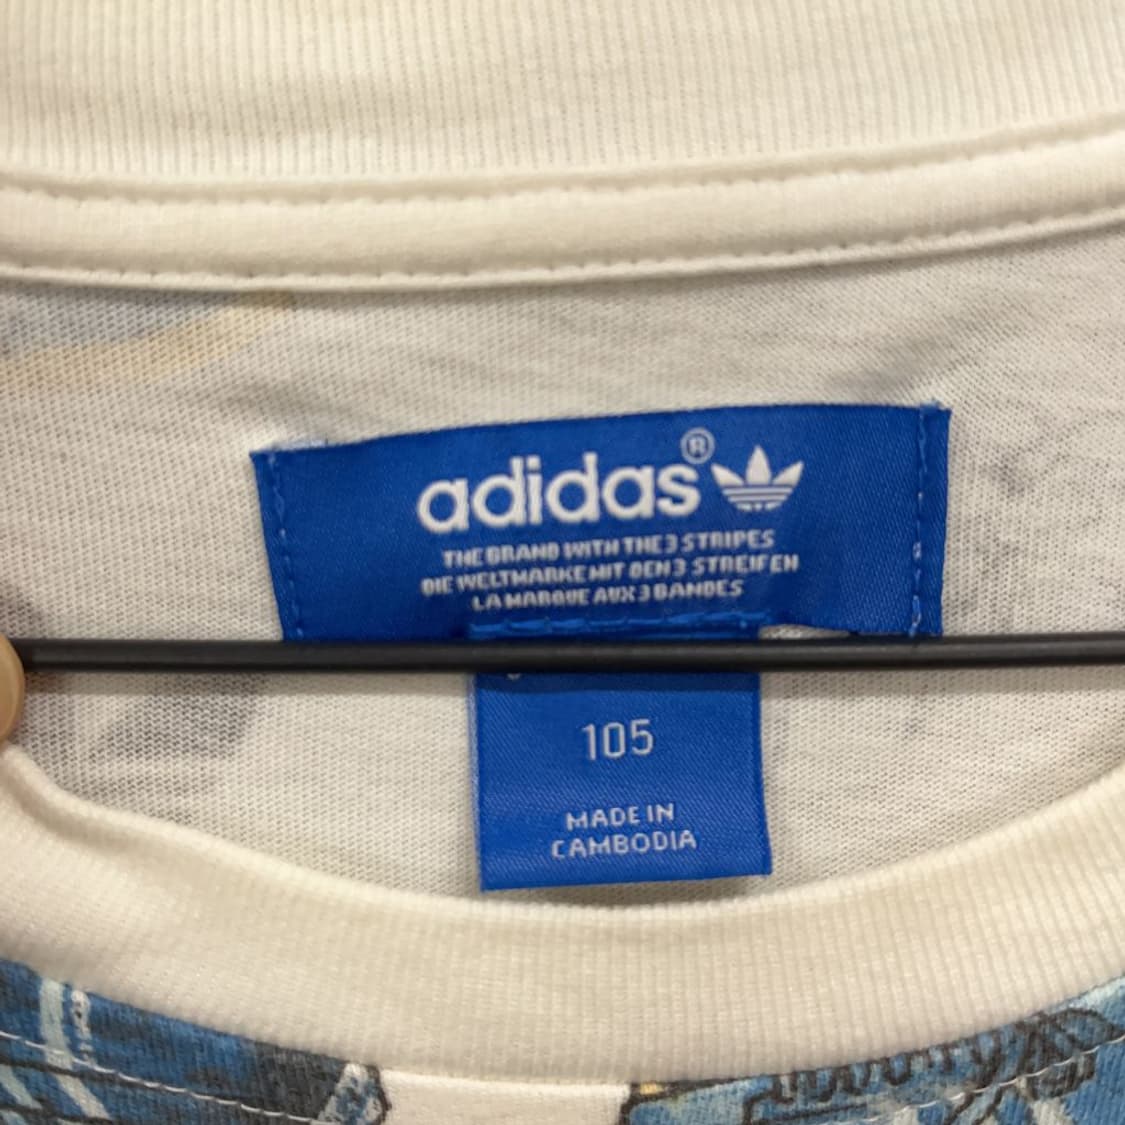 adidas®
THE BRAND WITH THE 3 STRIPES
DIE WELTMARKE MIT DEN 3 STREIFEN
LA MARQUE AUX 3 BANDES
105
MADE IN
CAMBODIA